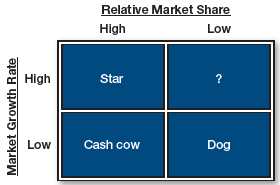 Relative Market Share
High Low
Market Growth Rate
High Star ?
Low Cash cow Dog